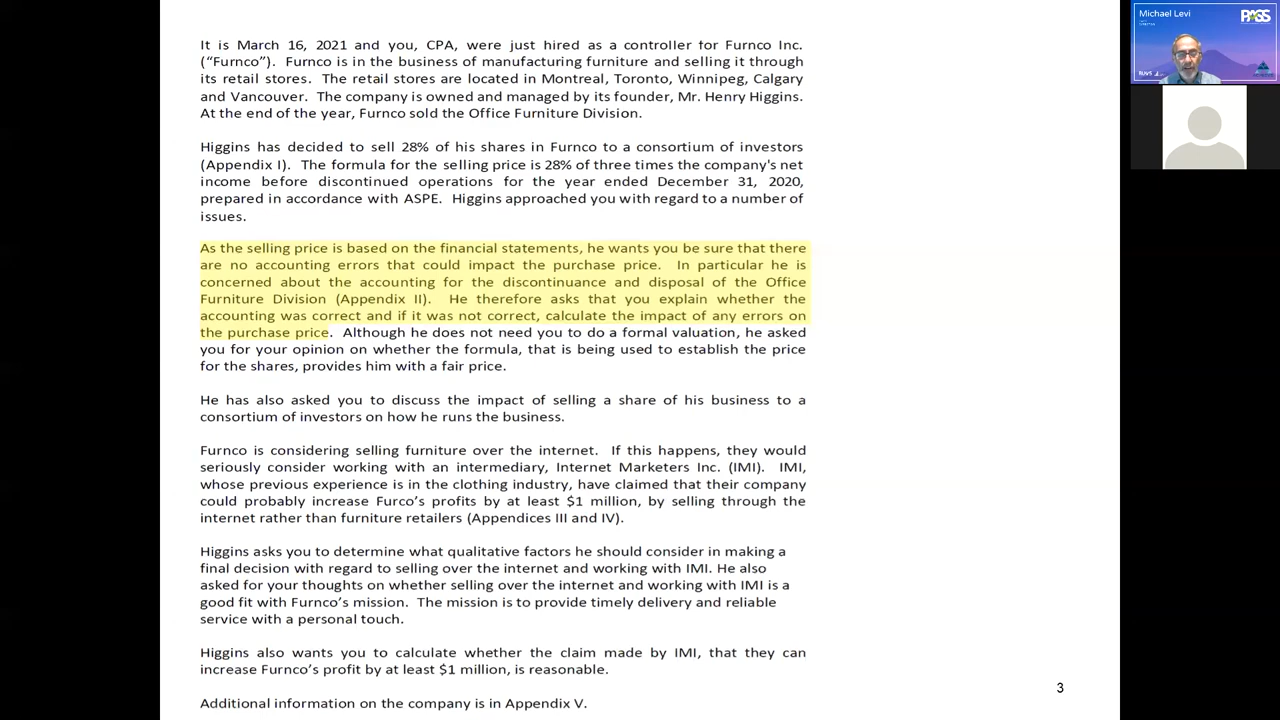 It is March 16, 2021 and you, CPA, were just hired as a controller for Furnco Inc.
("Furnco"). Furnco is in the business of manufacturing furniture and selling it through
its retail stores. The retail stores are located in Montreal, Toronto, Winnipeg, Calgary
and Vancouver. The company is owned and managed by its founder, Mr. Henry Higgins.
At the end of the year, Furnco sold the Office Furniture Division.
Higgins has decided to sell 28% of his shares in Furnco to a consortium of investors
(Appendix I). The formula for the selling price is 28% of three times the company's net
income before discontinued operations for the year ended December 31, 2020,
prepared in accordance with ASPE. Higgins approached you with regard to a number of
issues.
As the selling price is based on the financial statements, he wants you be sure that there
are no accounting errors that could impact the purchase price. In particular he is
concerned about the accounting for the discontinuance and disposal of the Office
Furniture Division (Appendix II). He therefore asks that you explain whether the
accounting was correct and if it was not correct, calculate the impact of any errors on
the purchase price. Although he does not need you to do a formal valuation, he asked
you for your opinion on whether the formula, that is being used to establish the price
for the shares, provides him with a fair price.
He has also asked you to discuss the impact of selling a share of his business to a
consortium of investors on how he runs the business.
Furnco is considering selling furniture over the internet. If this happens, they would
seriously consider working with an intermediary, Internet Marketers Inc. (IMI). IMI,
whose previous experience is in the clothing industry, have claimed that their company
could probably increase Furco's profits by at least $1 million, by selling through the
internet rather than furniture retailers (Appendices III and IV).
Higgins asks you to determine what qualitative factors he should consider in making a
final decision with regard to selling over the internet and working with IMI. He also
asked for your thoughts on whether selling over the internet and working with IMI is a
good fit with Furnco's mission. The mission is to provide timely delivery and reliable
service with a personal touch.
Higgins also wants you to calculate whether the claim made by IMI, that they can
increase Furnco's profit by at least $1 million, is reasonable.
Additional information on the company is in Appendix V.
3
Michael Levi
PASS